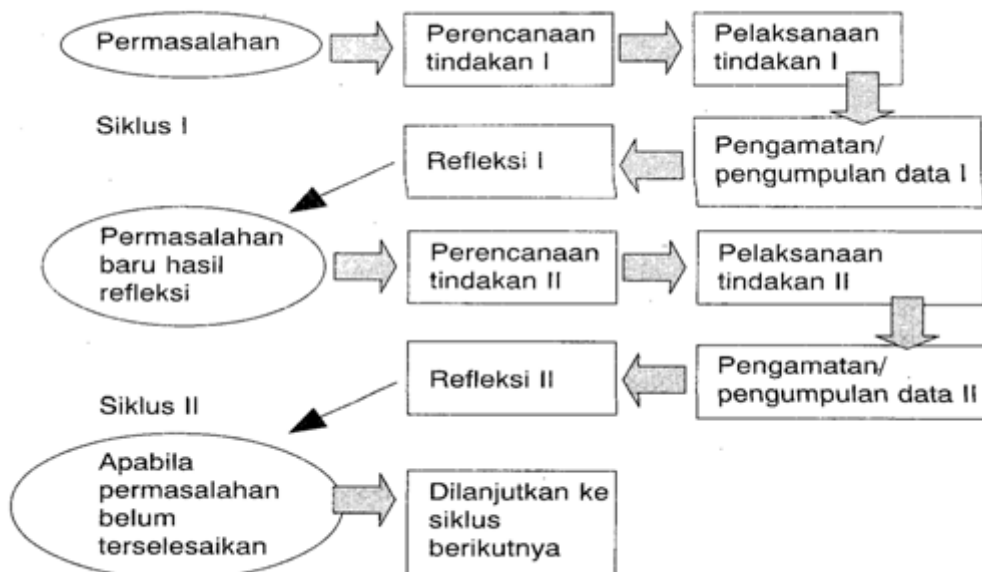 Permasalahan
Perencanaan
tindakan I
Pelaksanaan
tindakan I
Siklus I
Refleksi I
Pengamatan/
pengumpulan data I
Permasalahan
baru hasil
refleksi
Perencanaan
tindakan II
Pelaksanaan
tindakan II
Siklus II
Refleksi II
Pengamatan/
pengumpulan data II
Apabila
permasalahan
belum
terselesaikan
Dilanjutkan ke
siklus
berikutnya